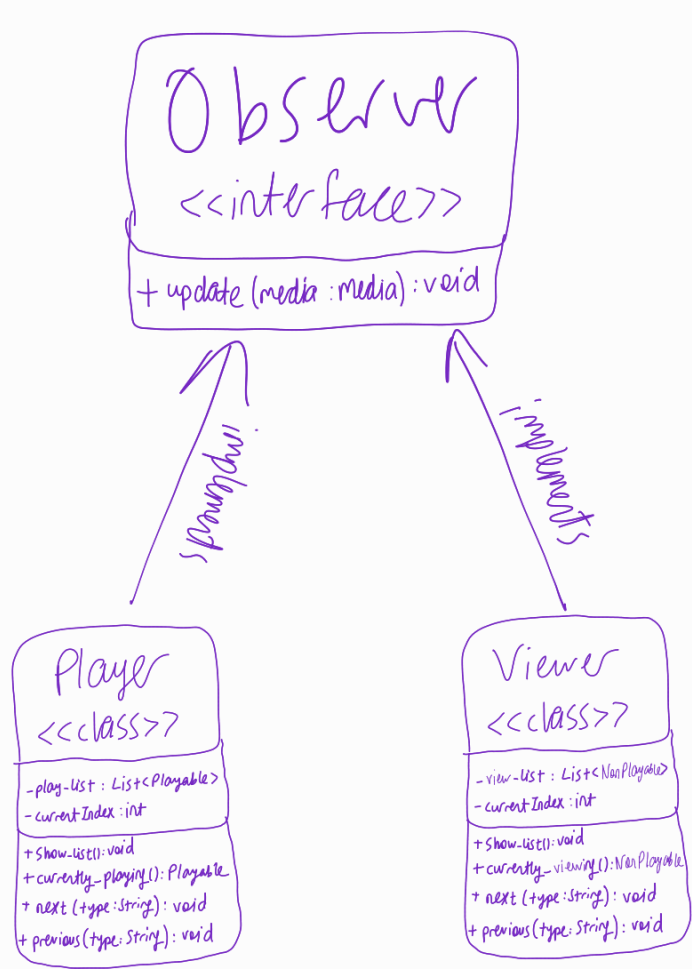 Observer
<<interface>>
+ update (media : media) : void
implements
implements
Player
<<class>>
- play-list : List<Playable>
- currentIndex : int
+ show-list() : void
+ currently_playing() : Playable
+ next (type : String) : void
+ previous (type : String) : void
Viewer
<<class>>
- view-list : List<NonPlayable>
- currentIndex : int
+ show-list() : void
+ currently_viewing() : NonPlayable
+ next (type : String) : void
+ previous (type : String) : void